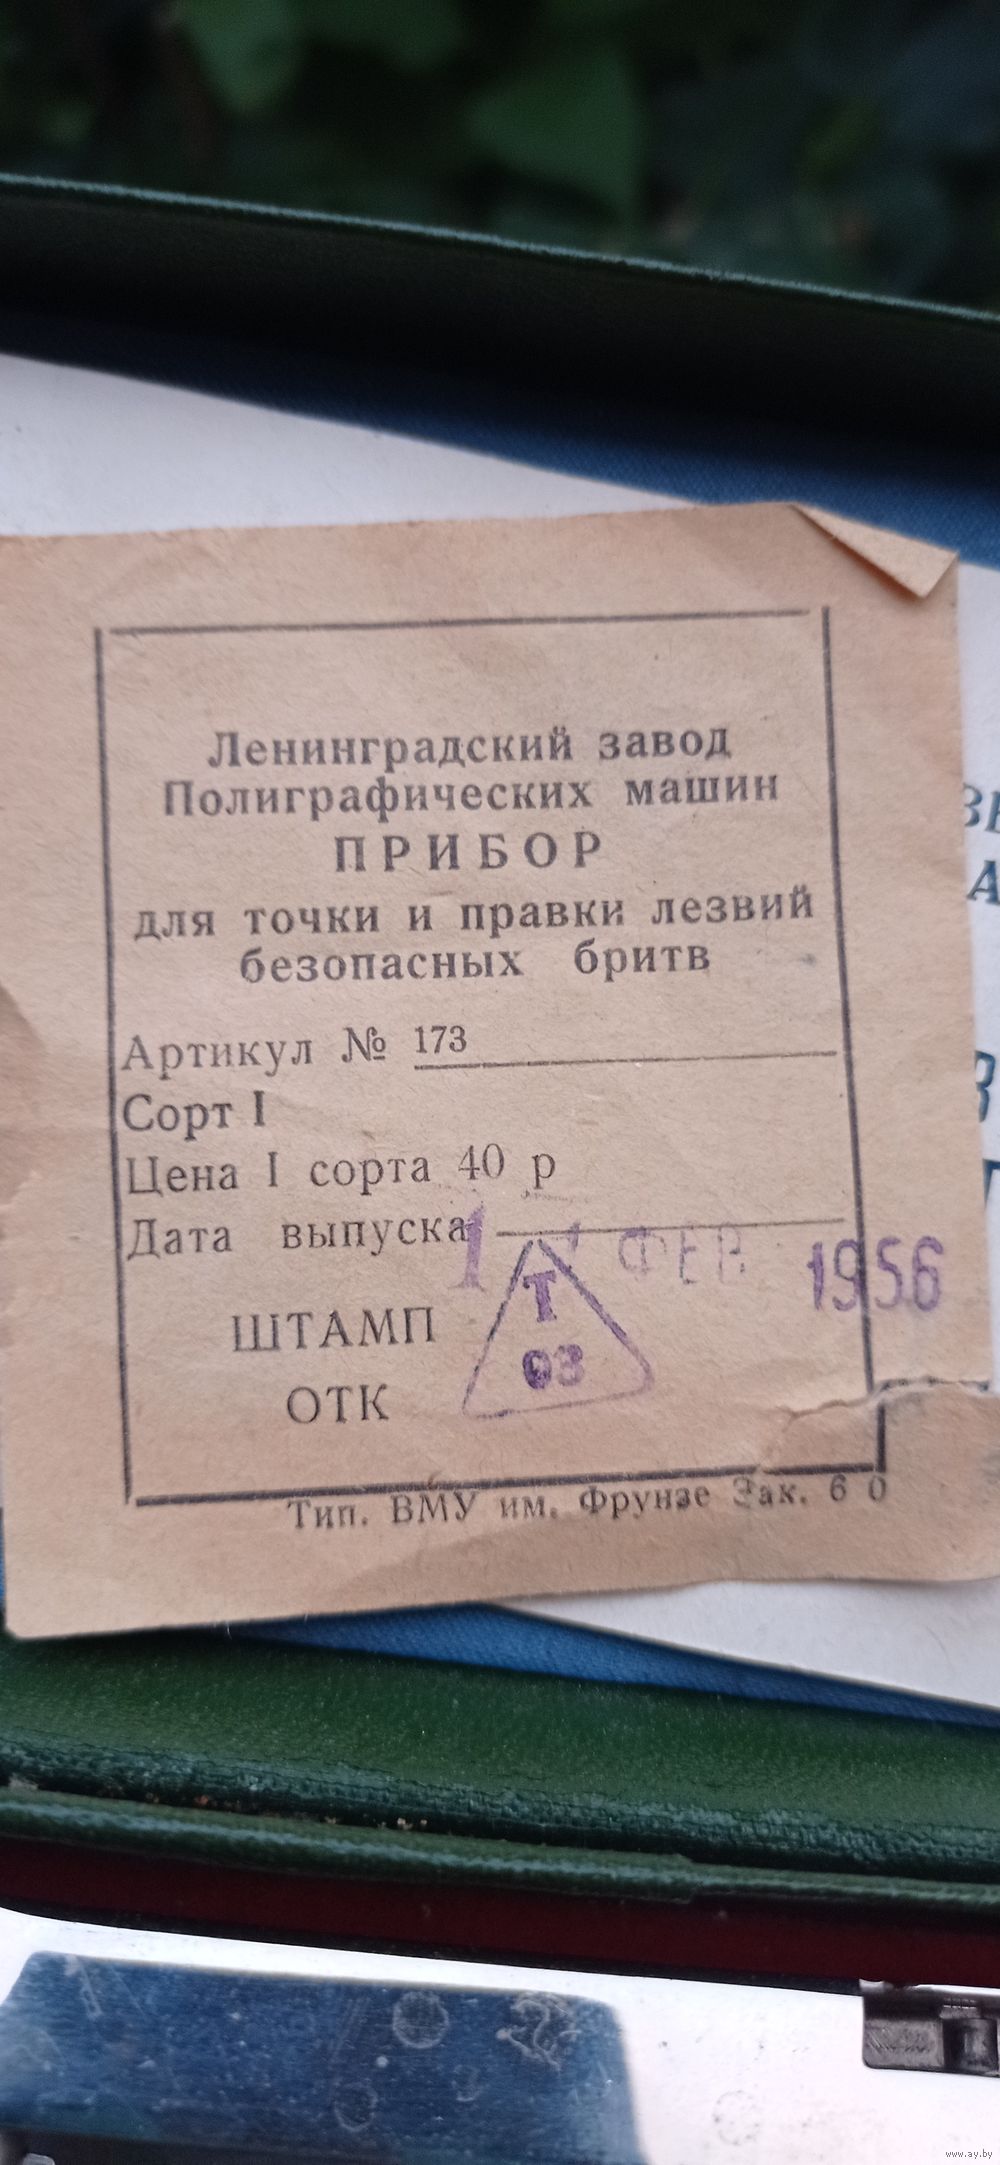 Ленинградский завод
Полиграфических машин
ПРИБОР
для точки и правки лезвий
безопасных бритв
Артикул № 173
Сорт I
Цена I сорта 40 р
Дата выпуска
ФЕВ 1956
ШТАМП
ОТК
Т
03
Тип. ВМУ им. Фрунзе Зак. 6 0
www.ay.by